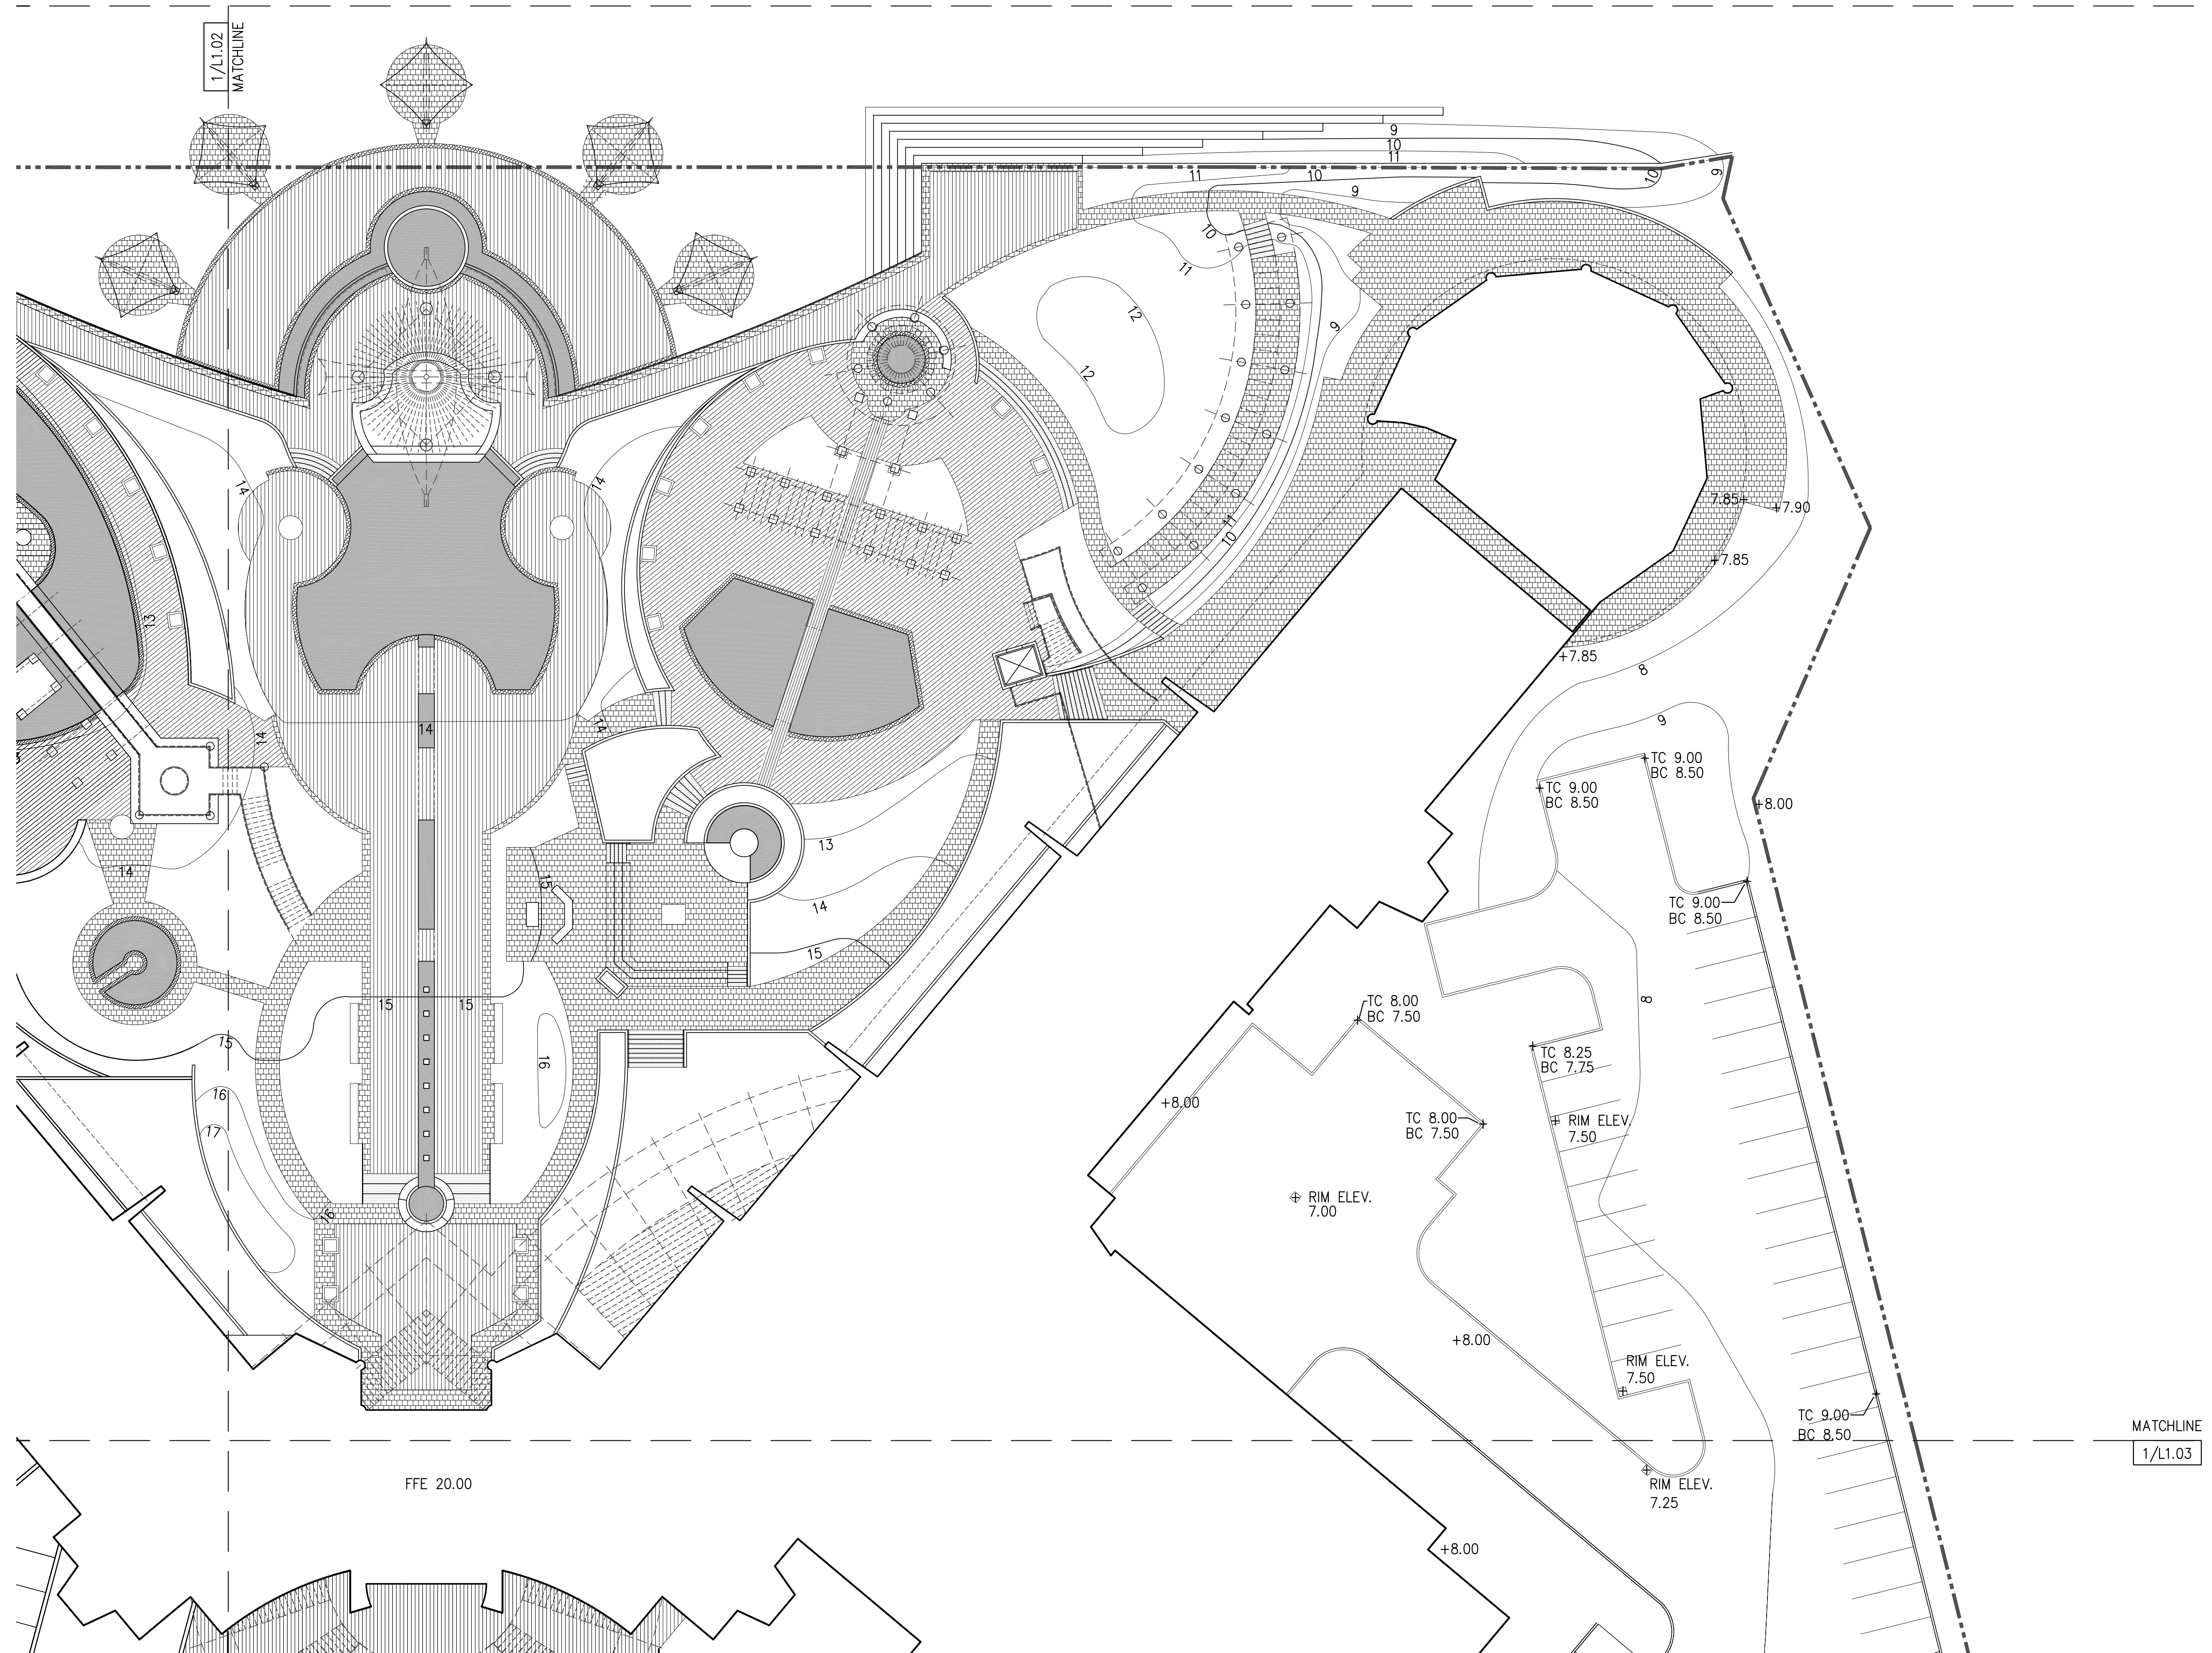 1/L1.02
MATCHLINE
9
10
11
11
10
9
10
9
10
11
12
12
9
14
14
7.85+
+7.90
+7.85
11
10
13
+7.85
8
9
14
14
14
TC 9.00
BC 8.50
TC 9.00
BC 8.50
+8.00
13
14
15
TC 9.00
BC 8.50
14
15
15
15
8
TC 8.00
BC 7.50
15
TC 8.25
BC 7.75
16
16
+8.00
TC 8.00
BC 7.50
RIM ELEV.
7.50
17
RIM ELEV.
7.00
16
+8.00
RIM ELEV.
7.50
TC 9.00
BC 8.50
MATCHLINE
1/L1.03
FFE 20.00
RIM ELEV.
7.25
+8.00